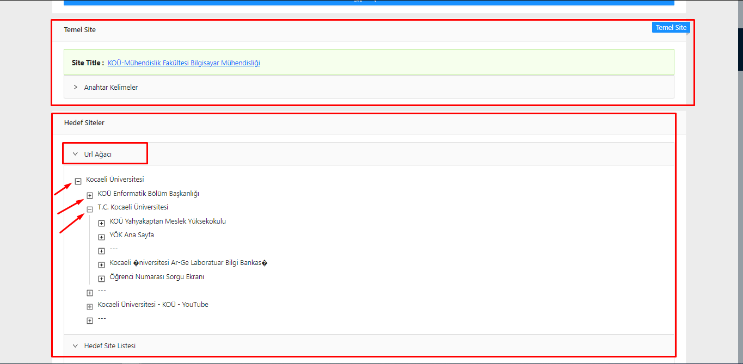 Temel Site
Temel Site
Site Title : KOÜ-Mühendislik Fakültesi Bilgisayar Mühendisliği
Anahtar Kelimeler
Hedef Siteler
Url Ağacı
Kocaeli Üniversitesi
KOÜ Enformatik Bölüm Başkanlığı
T.C. Kocaeli Üniversitesi
KOÜ Yahyakaptan Meslek Yüksekokulu
YÖK Ana Sayfa
---
Kocaeli �niversitesi Ar-Ge Laboratuar Bilgi Bankas�
Öğrenci Numarası Sorgu Ekranı
---
Kocaeli Üniversitesi - KOÜ - YouTube
---
Hedef Site Listesi